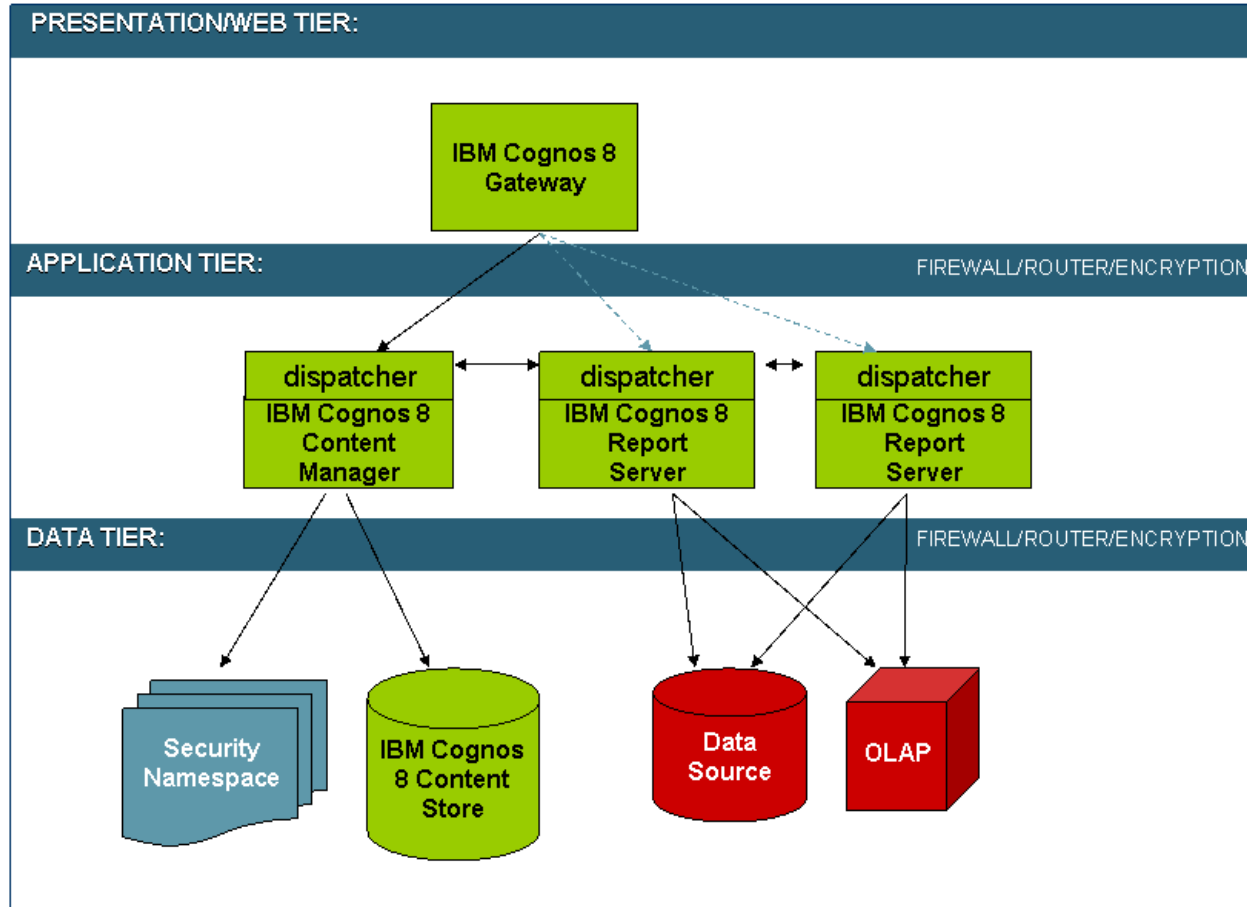 PRESENTATION/WEB TIER:
IBM Cognos 8
Gateway
APPLICATION TIER:
FIREWALL/ROUTER/ENCRYPTION
dispatcher
IBM Cognos 8
Content
Manager
dispatcher
IBM Cognos 8
Report
Server
dispatcher
IBM Cognos 8
Report
Server
DATA TIER:
FIREWALL/ROUTER/ENCRYPTION
Security
Namespace
IBM Cognos
8 Content
Store
Data
Source
OLAP